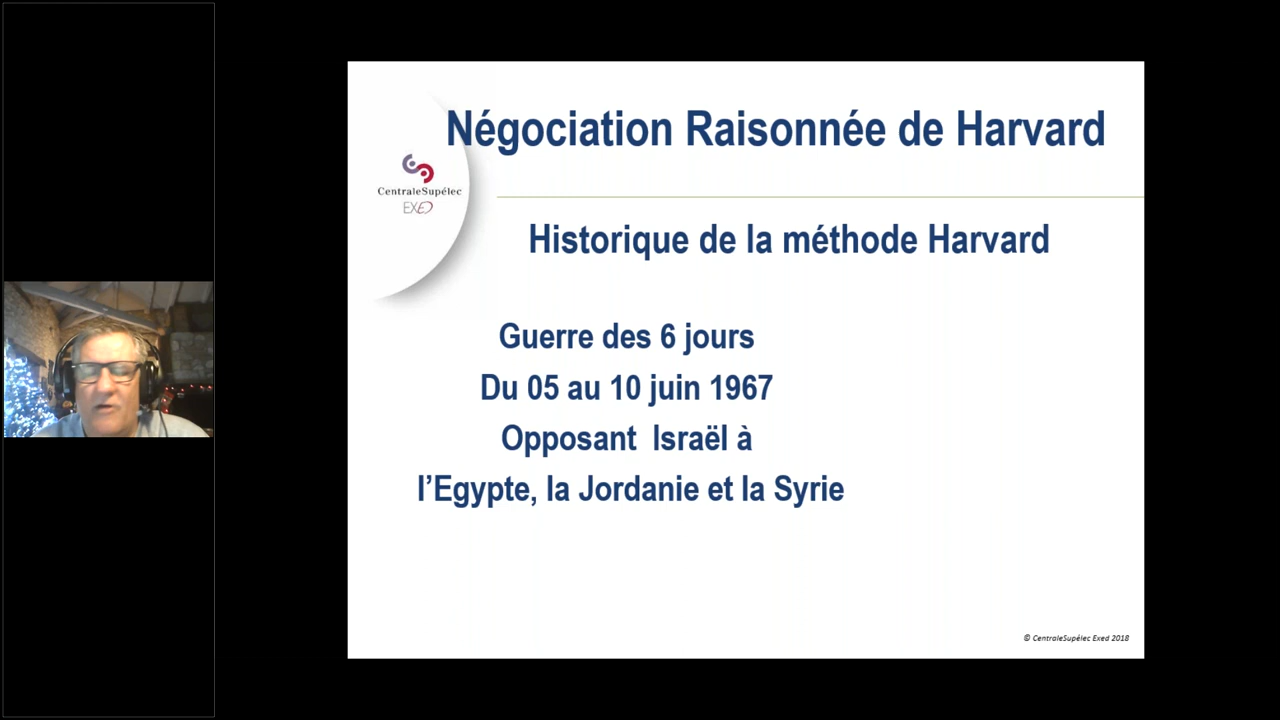 Négociation Raisonnée de Harvard
CentraleSupélec
EXED
Historique de la méthode Harvard
Guerre des 6 jours
Du 05 au 10 juin 1967
Opposant Israël à
l’Egypte, la Jordanie et la Syrie
© CentraleSupélec Exed 2018